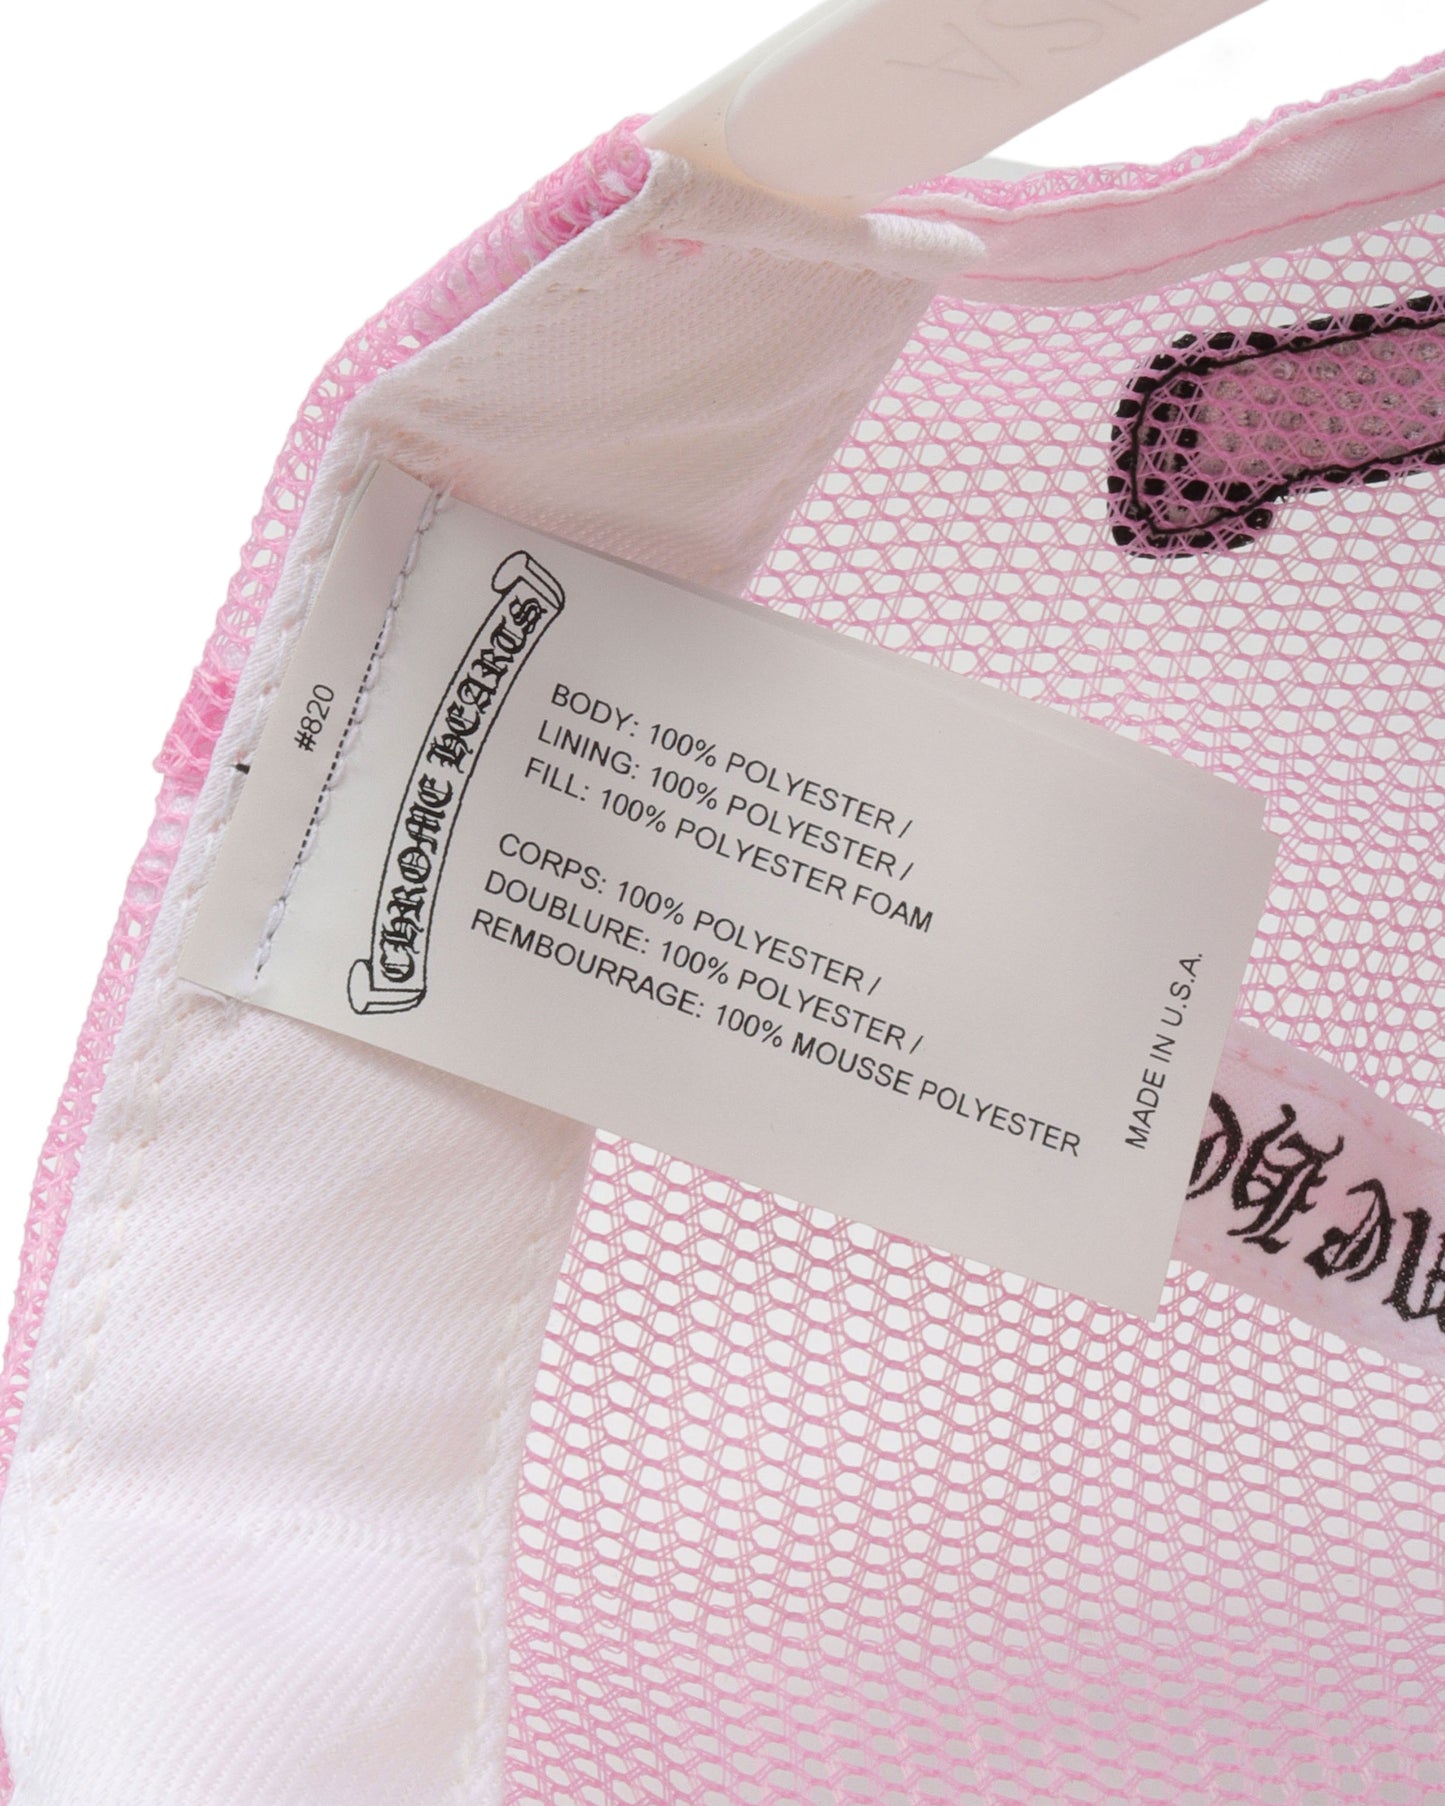 USA
#820
CHROME HEARTS
BODY: 100% POLYESTER /
LINING: 100% POLYESTER /
FILL: 100% POLYESTER FOAM
CORPS: 100% POLYESTER /
DOUBLURE: 100% POLYESTER /
REMBOURRAGE: 100% MOUSSE POLYESTER
MADE IN U.S.A.